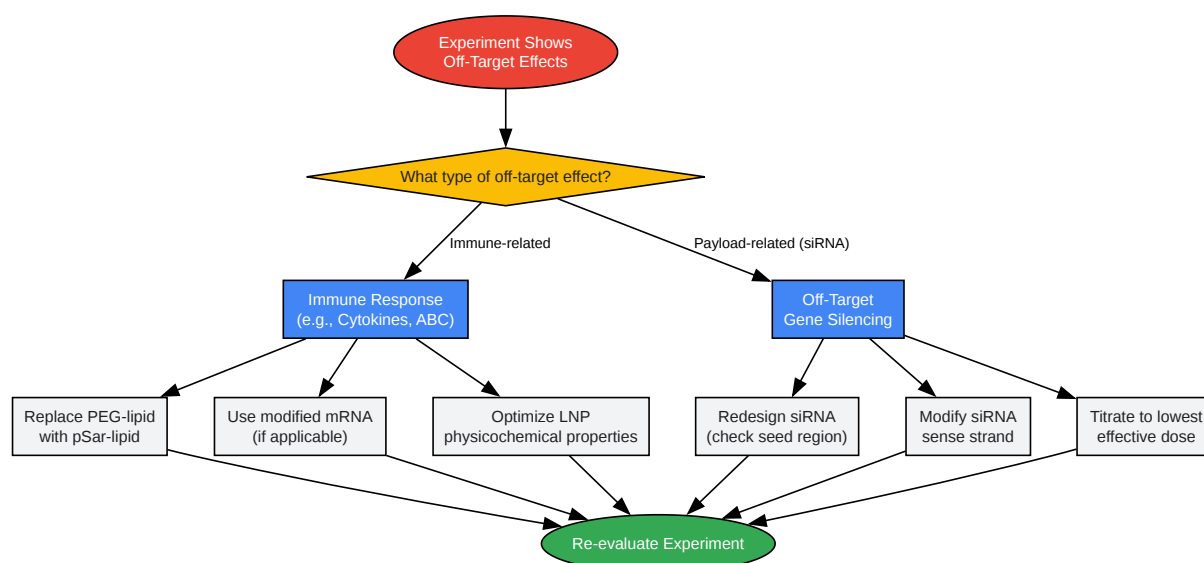 Experiment Shows
Off-Target Effects
What type of off-target effect?
Immune-related
Payload-related (siRNA)
Immune Response
(e.g., Cytokines, ABC)
Off-Target
Gene Silencing
Replace PEG-lipid
with pSar-lipid
Use modified mRNA
(if applicable)
Optimize LNP
physicochemical properties
Redesign siRNA
(check seed region)
Modify siRNA
sense strand
Titrate to lowest
effective dose
Re-evaluate Experiment